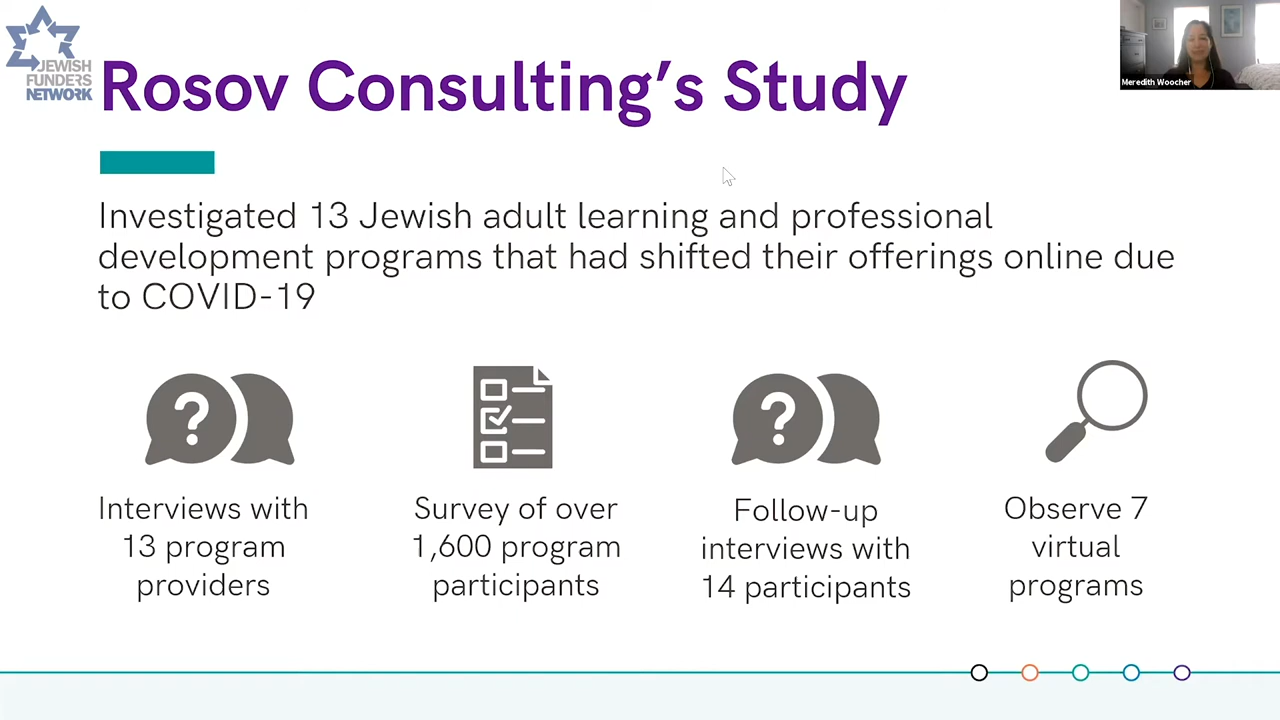 JEWISH
FUNDERS
NETWORK
Rosov Consulting's Study
Meredith Woocher
Investigated 13 Jewish adult learning and professional
development programs that had shifted their offerings online due
to COVID-19
?
?
Interviews with
13 program
providers
Survey of over
1,600 program
participants
Follow-up
interviews with
14 participants
Observe 7
virtual
programs